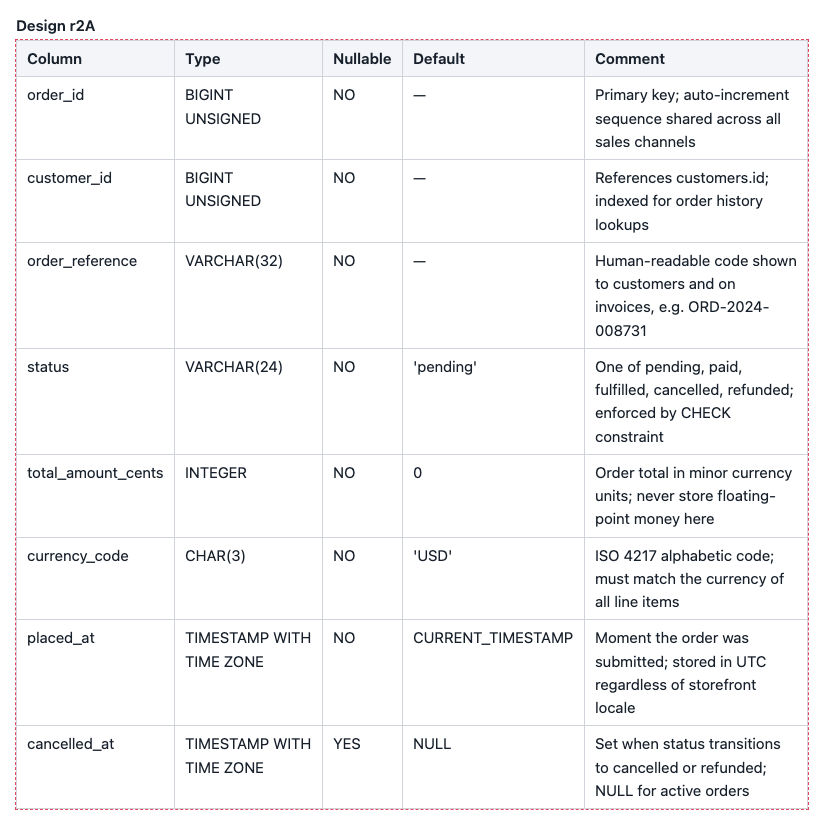 Design r2A
Column Type Nullable Default Comment
order_id BIGINT NO — Primary key; auto-increment
UNSIGNED sequence shared across all
sales channels
customer_id BIGINT NO — References customers.id;
UNSIGNED indexed for order history
lookups
order_reference VARCHAR(32) NO — Human-readable code shown
to customers and on
invoices, e.g. ORD-2024-
008731
status VARCHAR(24) NO 'pending' One of pending, paid,
fulfilled, cancelled, refunded;
enforced by CHECK
constraint
total_amount_cents INTEGER NO 0 Order total in minor currency
units; never store floating-
point money here
currency_code CHAR(3) NO 'USD' ISO 4217 alphabetic code;
must match the currency of
all line items
placed_at TIMESTAMP WITH NO CURRENT_TIMESTAMP Moment the order was
TIME ZONE submitted; stored in UTC
regardless of storefront
locale
cancelled_at TIMESTAMP WITH YES NULL Set when status transitions
TIME ZONE to cancelled or refunded;
NULL for active orders